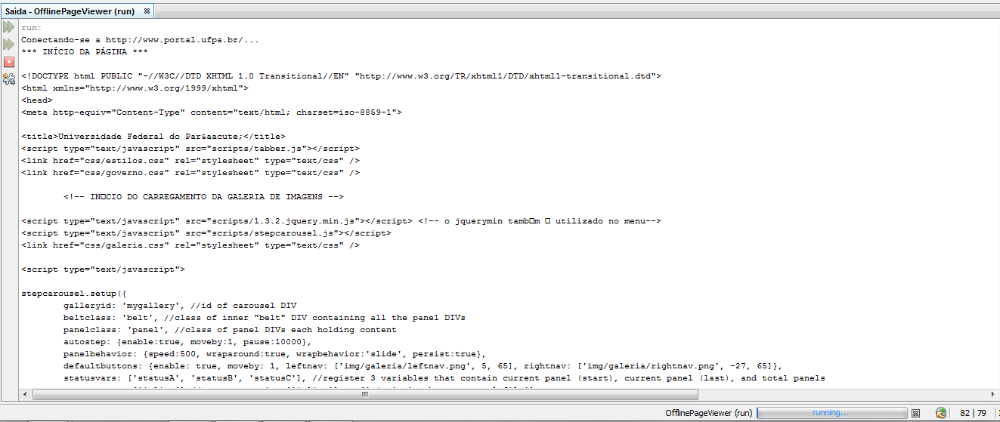 Saída - OfflinePageViewer (run)
run:
Conectando-se a http://www.portal.ufpa.br/...
*** INÍCIO DA PÁGINA ***
<!DOCTYPE html PUBLIC "-//W3C//DTD XHTML 1.0 Transitional//EN" "http://www.w3.org/TR/xhtml1/DTD/xhtml1-transitional.dtd">
<html xmlns="http://www.w3.org/1999/xhtml">
<head>
<meta http-equiv="Content-Type" content="text/html; charset=iso-8859-1">
<title>Universidade Federal do Par&aacute;</title>
<script type="text/javascript" src="scripts/tabber.js"></script>
<link href="css/estilos.css" rel="stylesheet" type="text/css" />
<link href="css/governo.css" rel="stylesheet" type="text/css" />
<!-- IN□CIO DO CARREGAMENTO DA GALERIA DE IMAGENS -->
<script type="text/javascript" src="scripts/1.3.2.jquery.min.js"></script> <!-- o jquerymin tamb□m □ utilizado no menu-->
<script type="text/javascript" src="scripts/stepcarousel.js"></script>
<link href="css/galeria.css" rel="stylesheet" type="text/css" />
<script type="text/javascript">
stepcarousel.setup({
galleryid: 'mygallery', //id of carousel DIV
beltclass: 'belt', //class of inner "belt" DIV containing all the panel DIVs
panelclass: 'panel', //class of panel DIVs each holding content
autostep: {enable:true, moveby:1, pause:10000},
panelbehavior: {speed:500, wraparound:true, wrapbehavior:'slide', persist:true},
defaultbuttons: {enable: true, moveby: 1, leftnav: ['img/galeria/leftnav.png', 5, 65], rightnav: ['img/galeria/rightnav.png', -27, 65]},
statusvars: ['statusA', 'statusB', 'statusC'], //register 3 variables that contain current panel (start), current panel (last), and total panels
OfflinePageViewer (run) running... 82 | 79